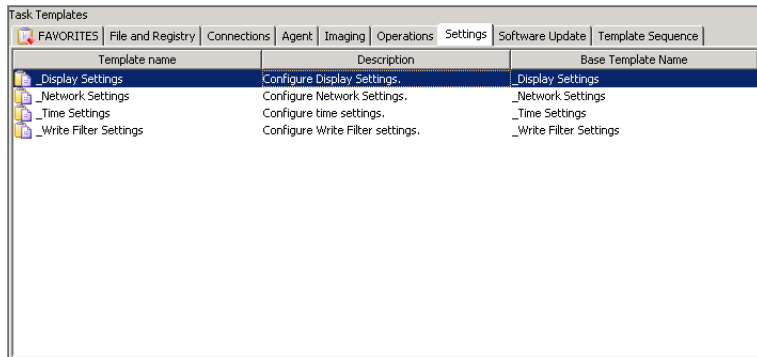 Task Templates
FAVORITES File and Registry Connections Agent Imaging Operations Settings Software Update Template Sequence
Template name Description Base Template Name
_Display Settings Configure Display Settings. _Display Settings
_Network Settings Configure Network Settings. _Network Settings
_Time Settings Configure time settings. _Time Settings
_Write Filter Settings Configure Write Filter settings. _Write Filter Settings